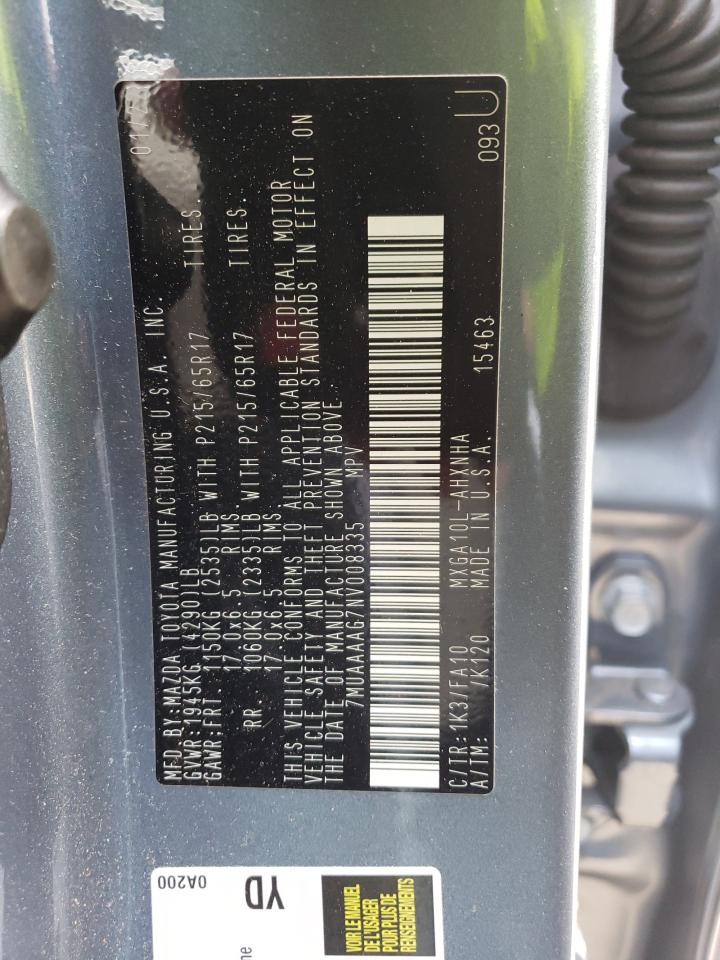 MFD.BY:MAZDA TOYOTA MANUFACTURING U.S.A. INC.
GVWR:1945KG (4290)LB
GAWR:FRT. 1150KG (2535)LB WITH P215/65R17 TIRES.
17.0x6.5 RIMS.
RR. 1060KG (2335)LB WITH P215/65R17 TIRES.
17.0x6.5 RIMS.
THIS VEHICLE CONFORMS TO ALL APPLICABLE FEDERAL MOTOR
VEHICLE SAFETY AND THEFT PREVENTION STANDARDS IN EFFECT ON
THE DATE OF MANUFACTURE SHOWN ABOVE.
7MUAAAAG7NV008335 MPV
C/TR:1K3/FA10 MXGA10L-AHXNHA 15463 093 U
A/TM: /K120 MADE IN U.S.A.
0A200
YD
VOIR LE MANUEL
DE L'USAGER
POUR PLUS DE
RENSEIGNEMENTS